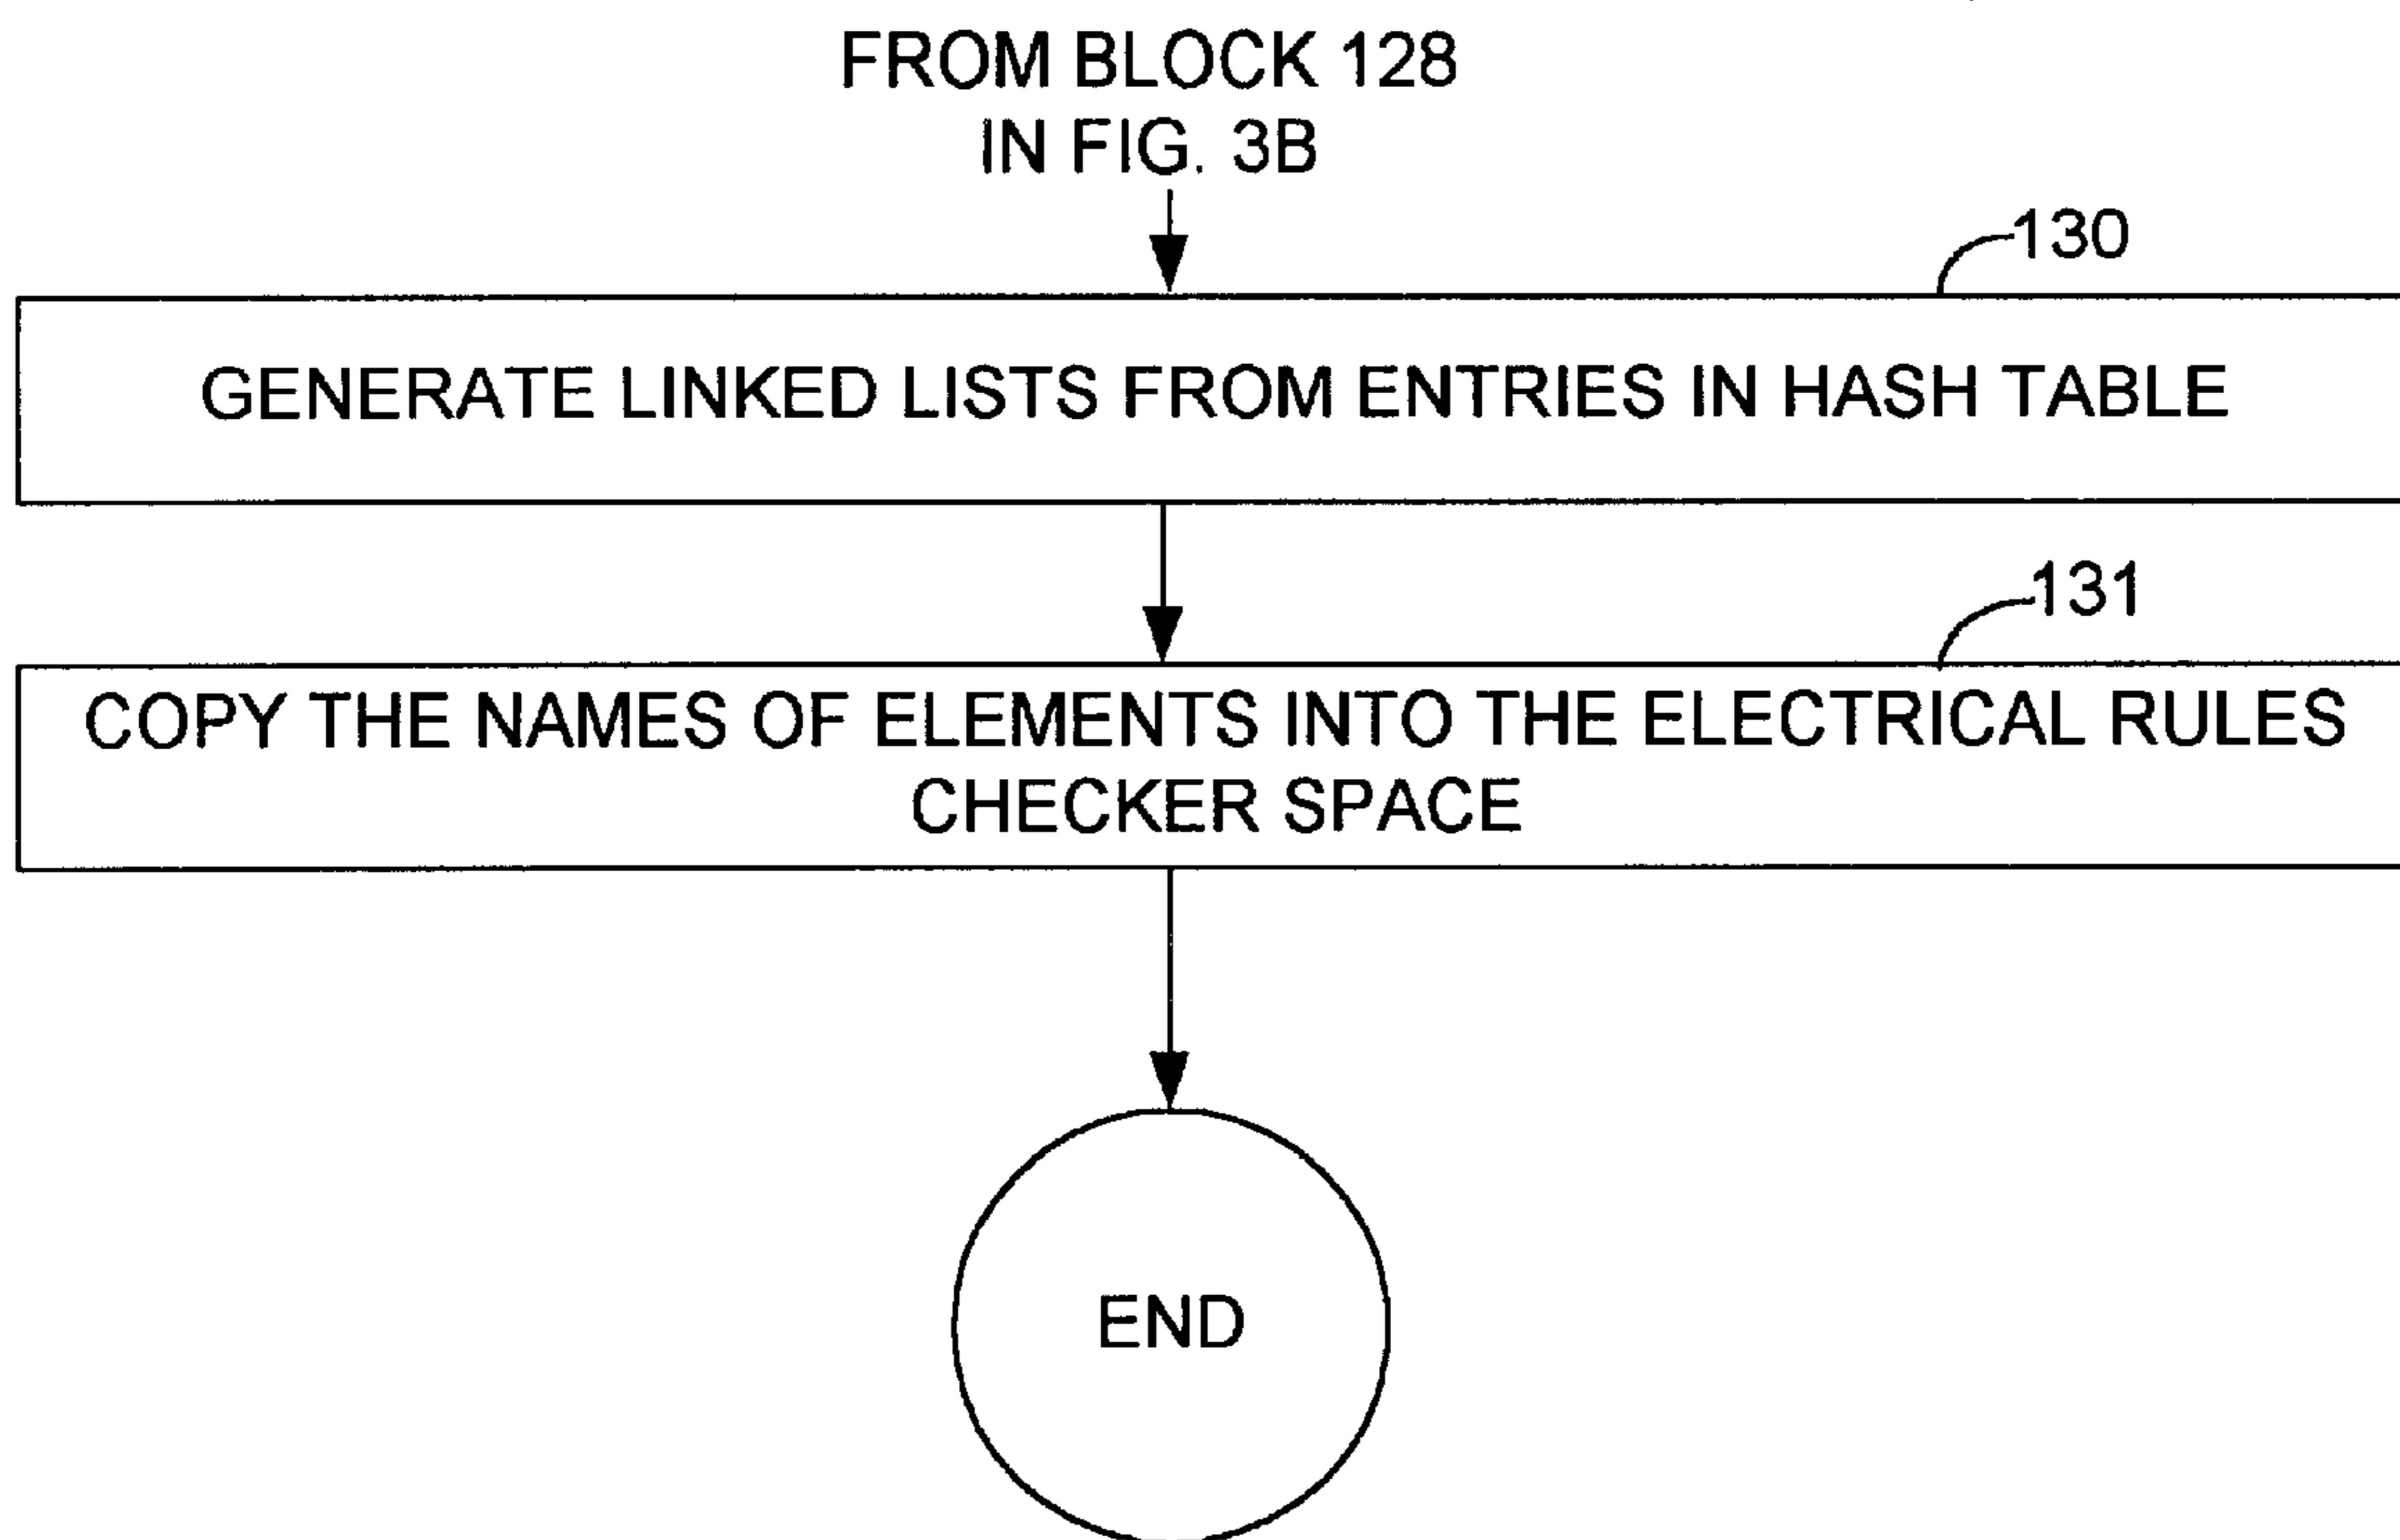 FROM BLOCK 128
IN FIG. 3B
130
GENERATE LINKED LISTS FROM ENTRIES IN HASH TABLE
131
COPY THE NAMES OF ELEMENTS INTO THE ELECTRICAL RULES
CHECKER SPACE
END